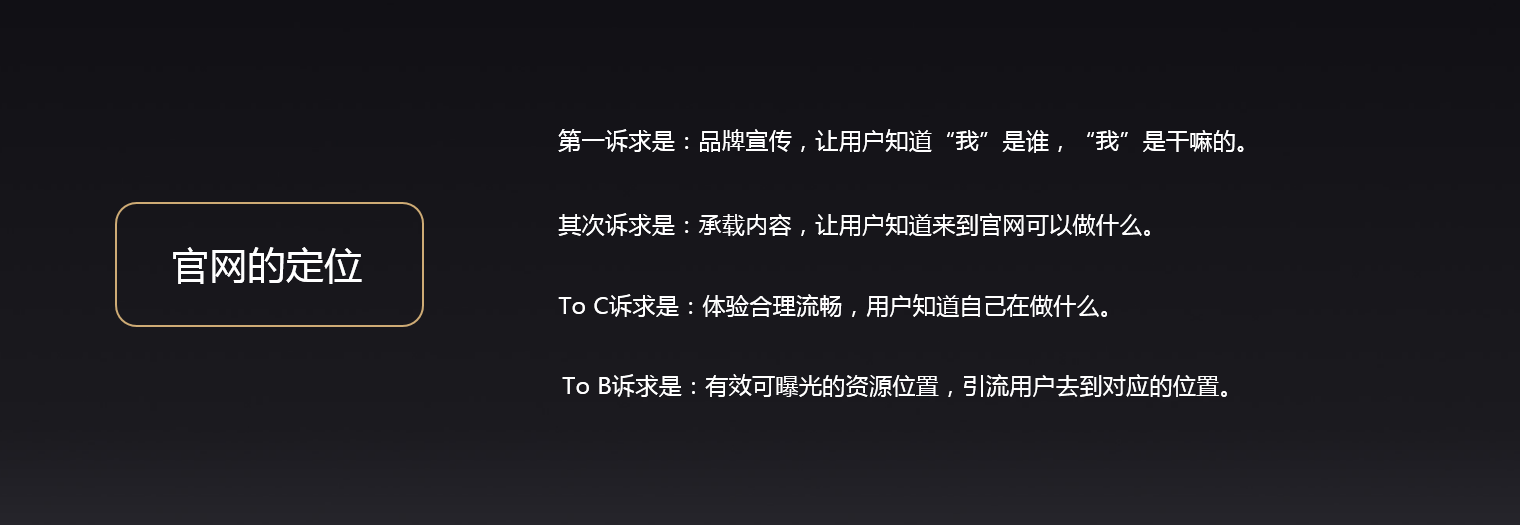 官网的定位
第一诉求是：品牌宣传，让用户知道“我”是谁，“我”是干嘛的。
其次诉求是：承载内容，让用户知道来到官网可以做什么。
To C诉求是：体验合理流畅，用户知道自己在做什么。
To B诉求是：有效可曝光的资源位置，引流用户去到对应的位置。